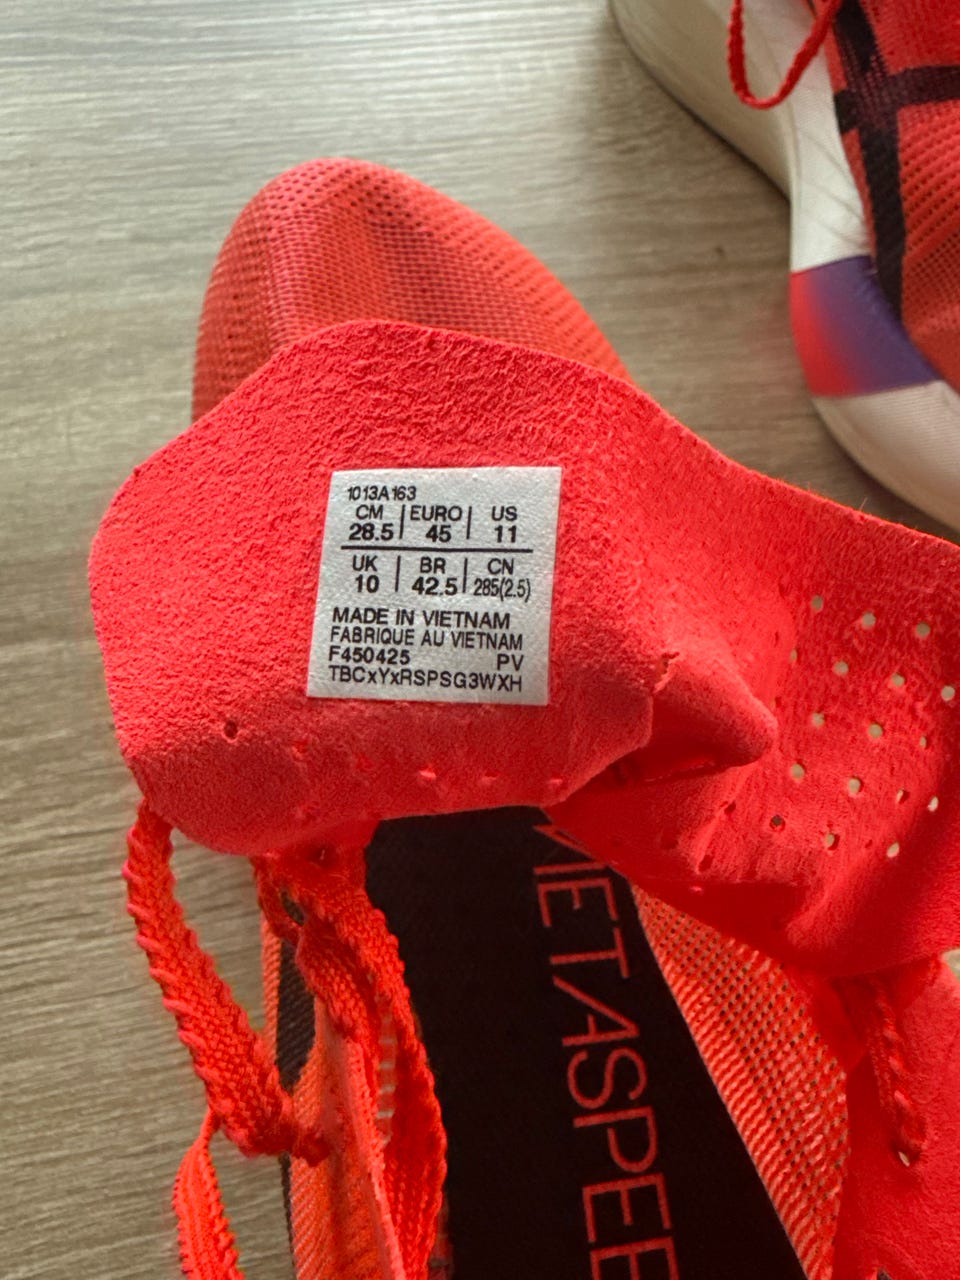 1013A163
CM | EURO | US
28.5 | 45 | 11
UK | BR | CN
10 | 42.5 | 285(2.5)
MADE IN VIETNAM
FABRIQUE AU VIETNAM
F450425 PV
TBCxYxRSPSG3WXH
METASPEE